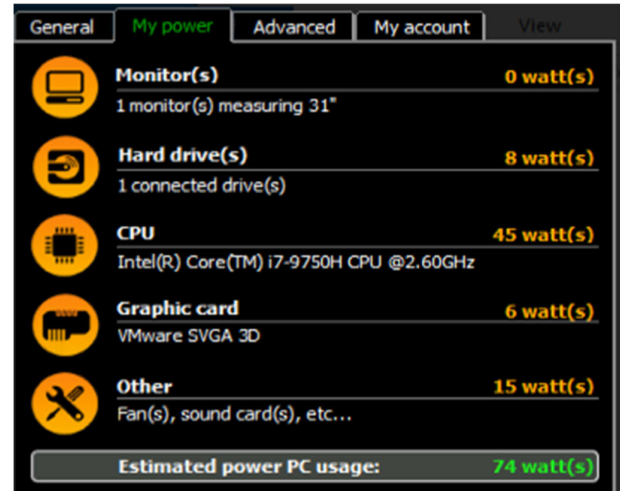 General My power Advanced My account View
Monitor(s) 0 watt(s)
1 monitor(s) measuring 31"
Hard drive(s) 8 watt(s)
1 connected drive(s)
CPU 45 watt(s)
Intel(R) Core(TM) i7-9750H CPU @2.60GHz
Graphic card 6 watt(s)
VMware SVGA 3D
Other 15 watt(s)
Fan(s), sound card(s), etc...
Estimated power PC usage: 74 watt(s)